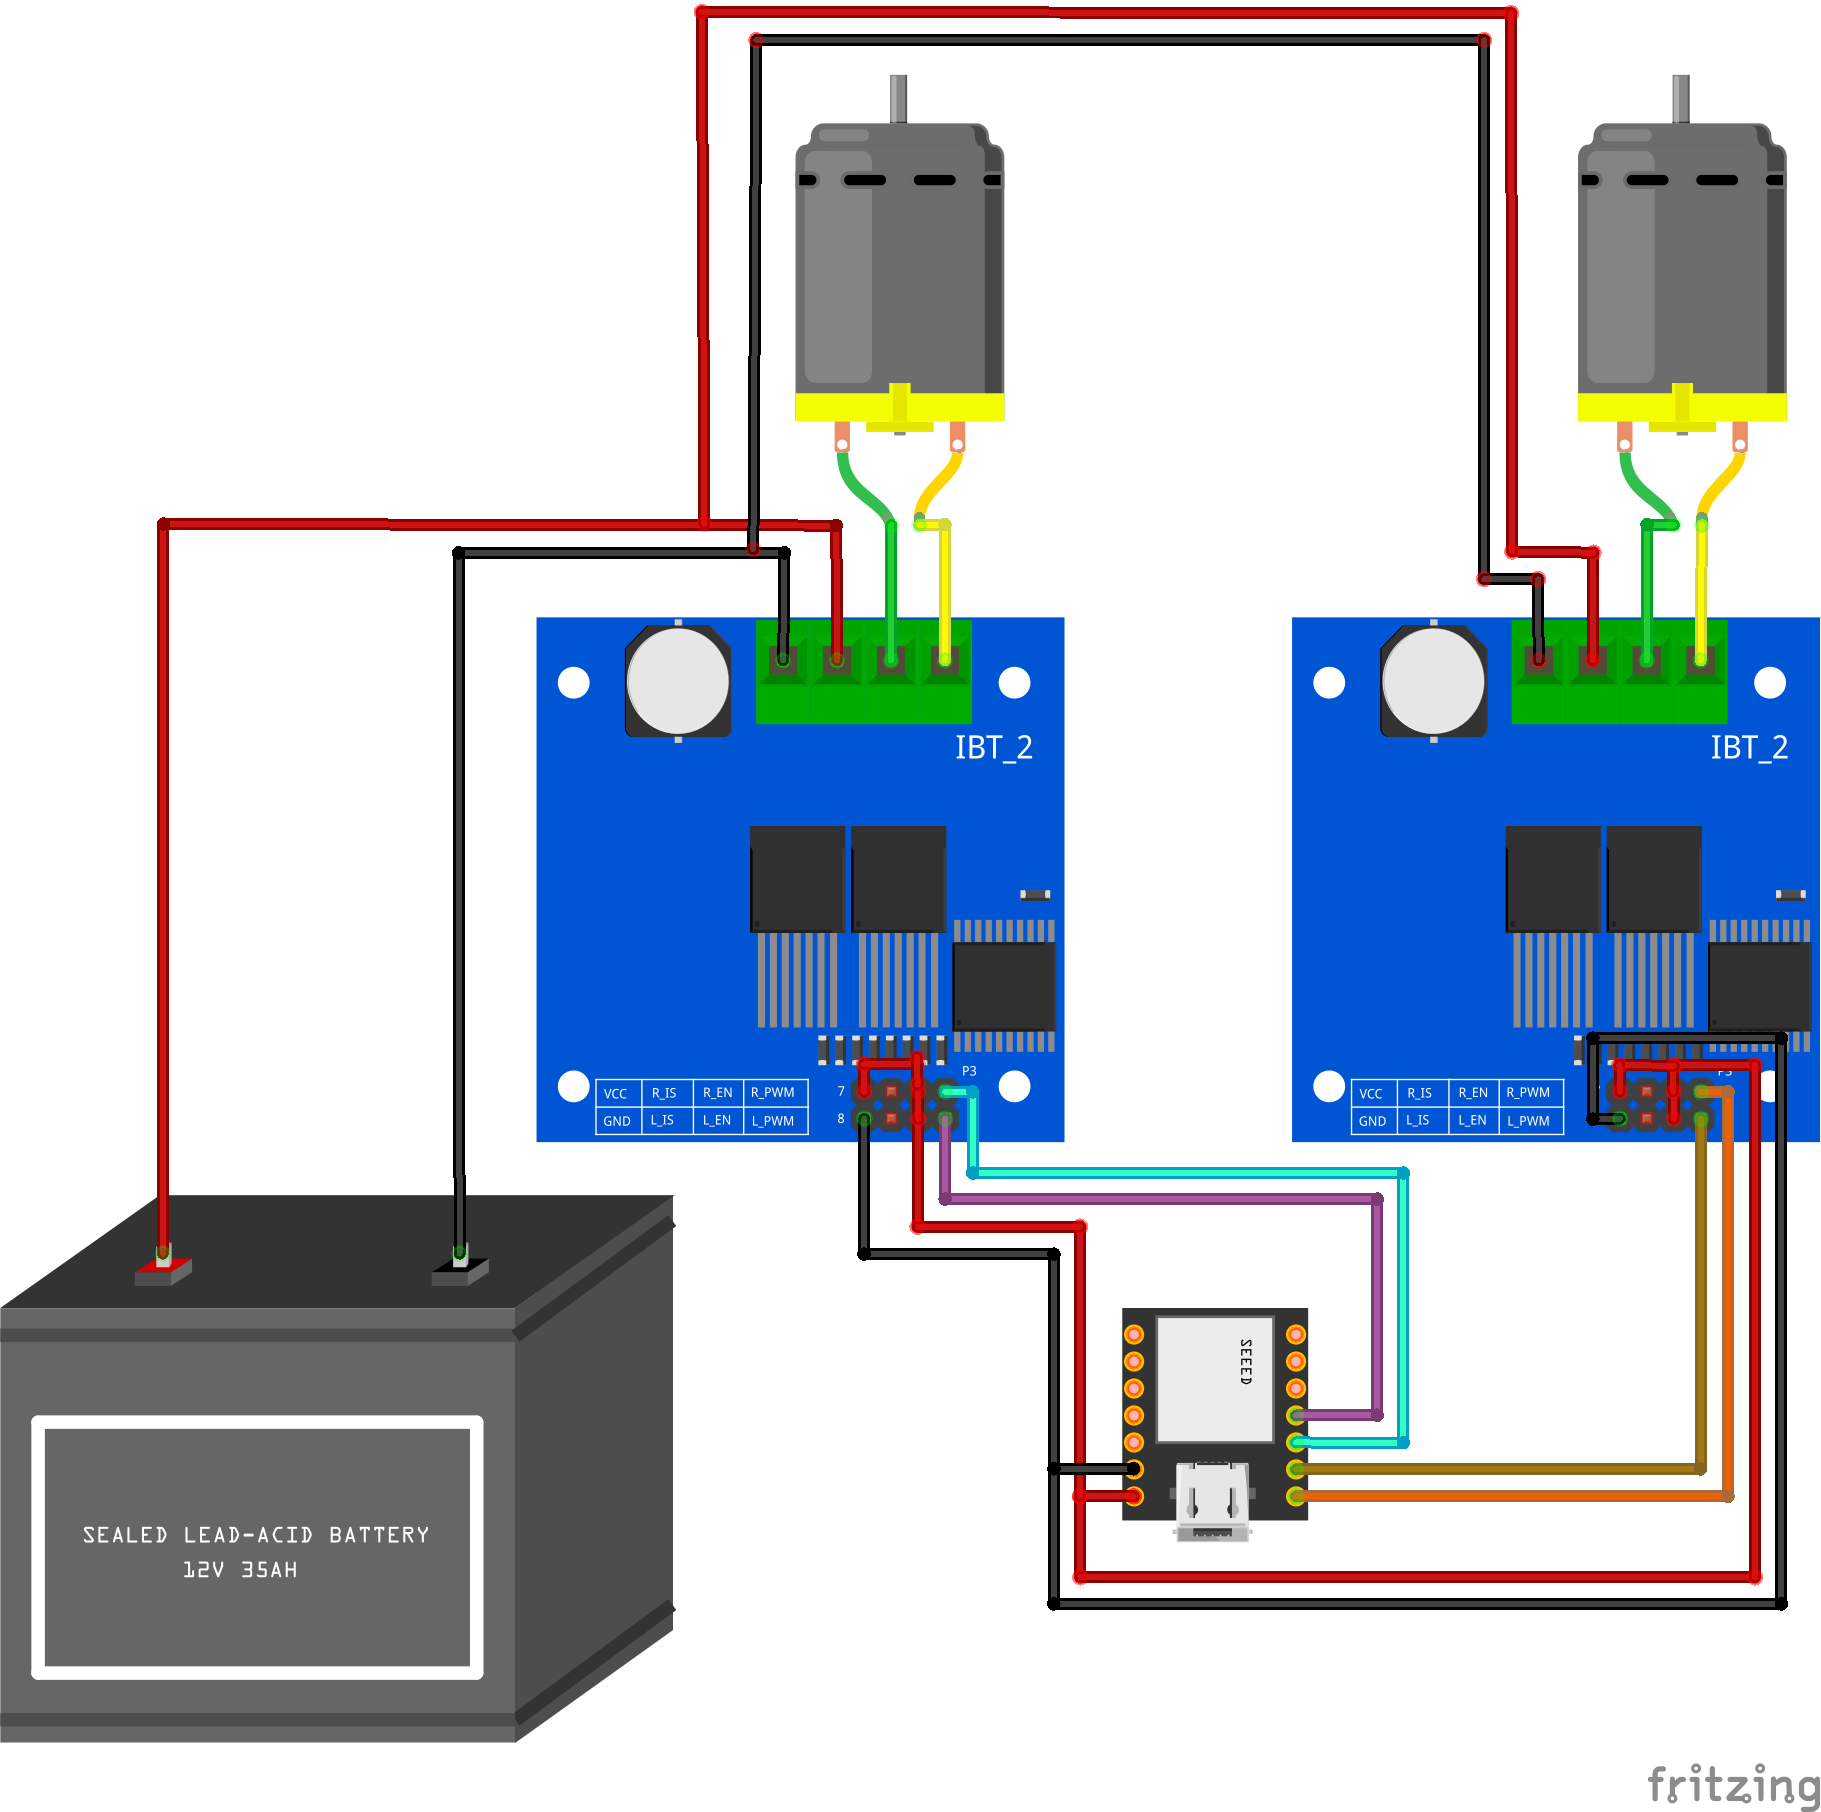 IBT_2
IBT_2
P3
7
8
VCC R_IS R_EN R_PWM
GND L_IS L_EN L_PWM
VCC R_IS R_EN R_PWM
GND L_IS L_EN L_PWM
SEEED
SEALED LEAD-ACID BATTERY
12V 35AH
fritzing